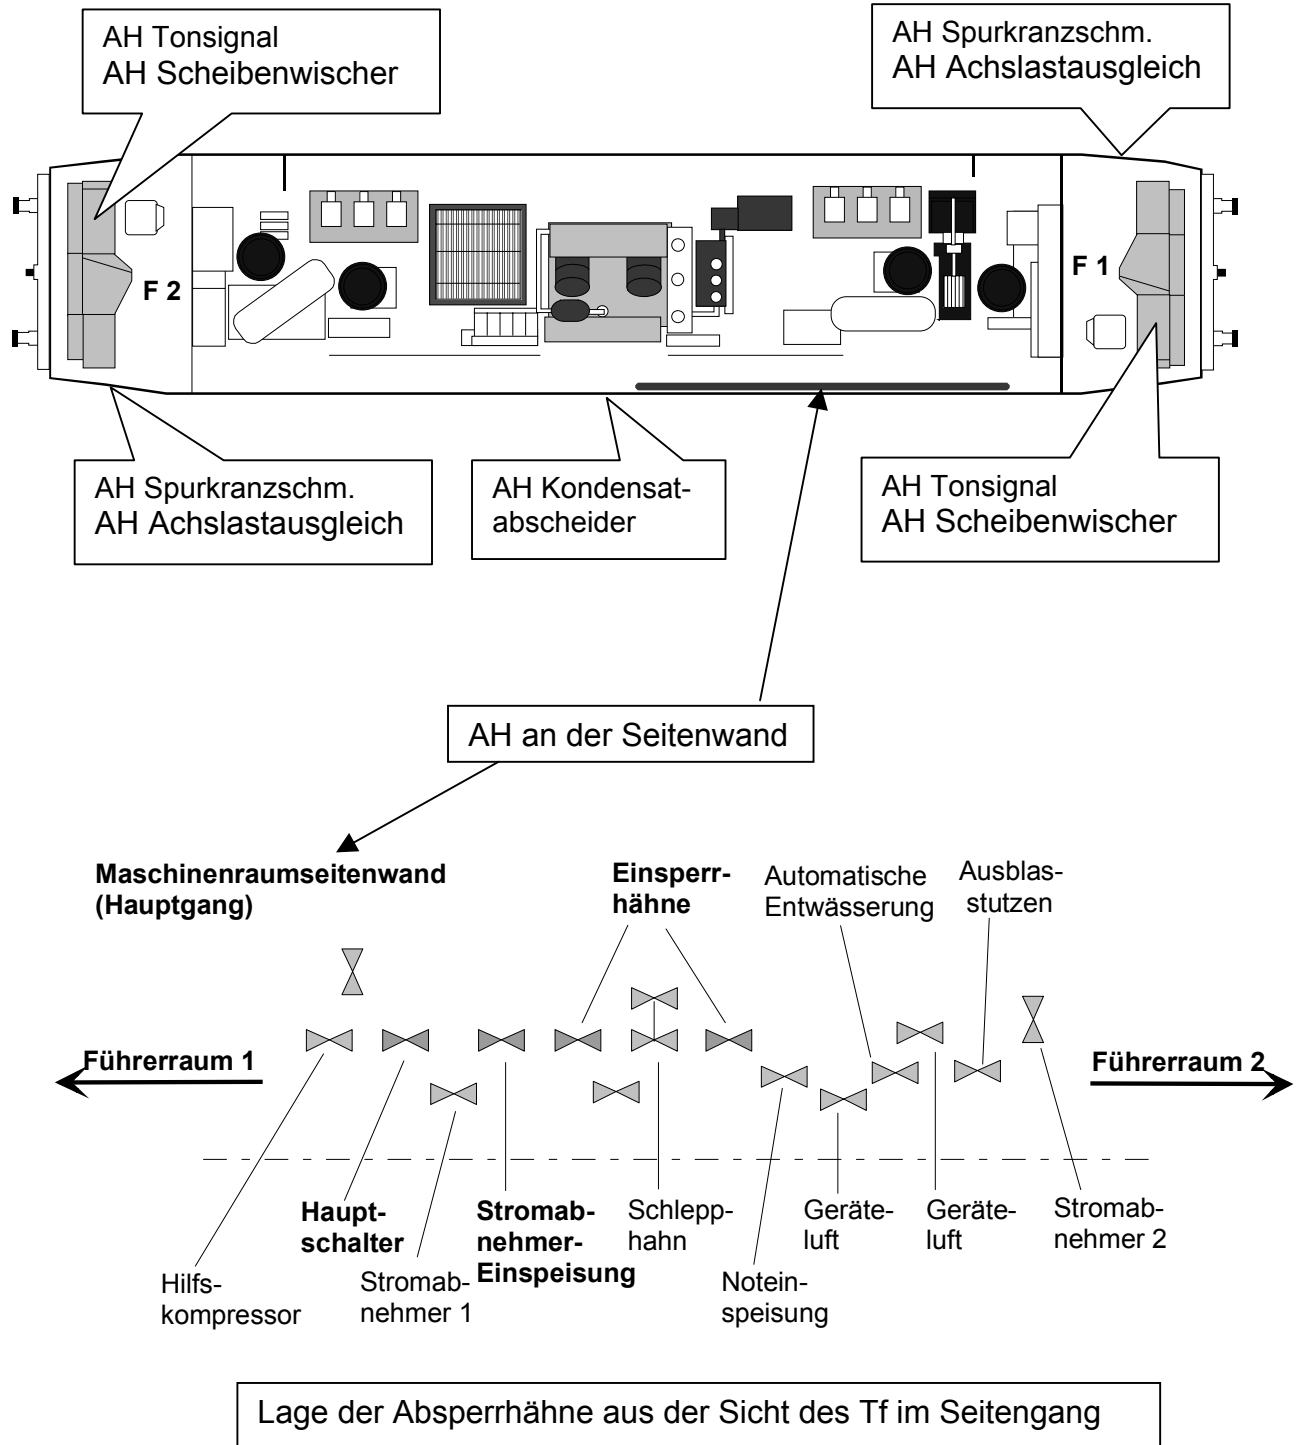 AH Tonsignal
AH Scheibenwischer
AH Spurkranzschm.
AH Achslastausgleich
F 2
F 1
AH Spurkranzschm.
AH Achslastausgleich
AH Kondensat-
abscheider
AH Tonsignal
AH Scheibenwischer
AH an der Seitenwand
Maschinenraumseitenwand
(Hauptgang)
Einsperr-
hähne
Automatische
Entwässerung
Ausblas-
stutzen
Führerraum 1
Führerraum 2
Haupt-
schalter
Stromab-
nehmer-
Einspeisung
Schlepp-
hahn
Geräte-
luft
Geräte-
luft
Stromab-
nehmer 2
Hilfs-
kompressor
Stromab-
nehmer 1
Notein-
speisung
Lage der Absperrhähne aus der Sicht des Tf im Seitengang